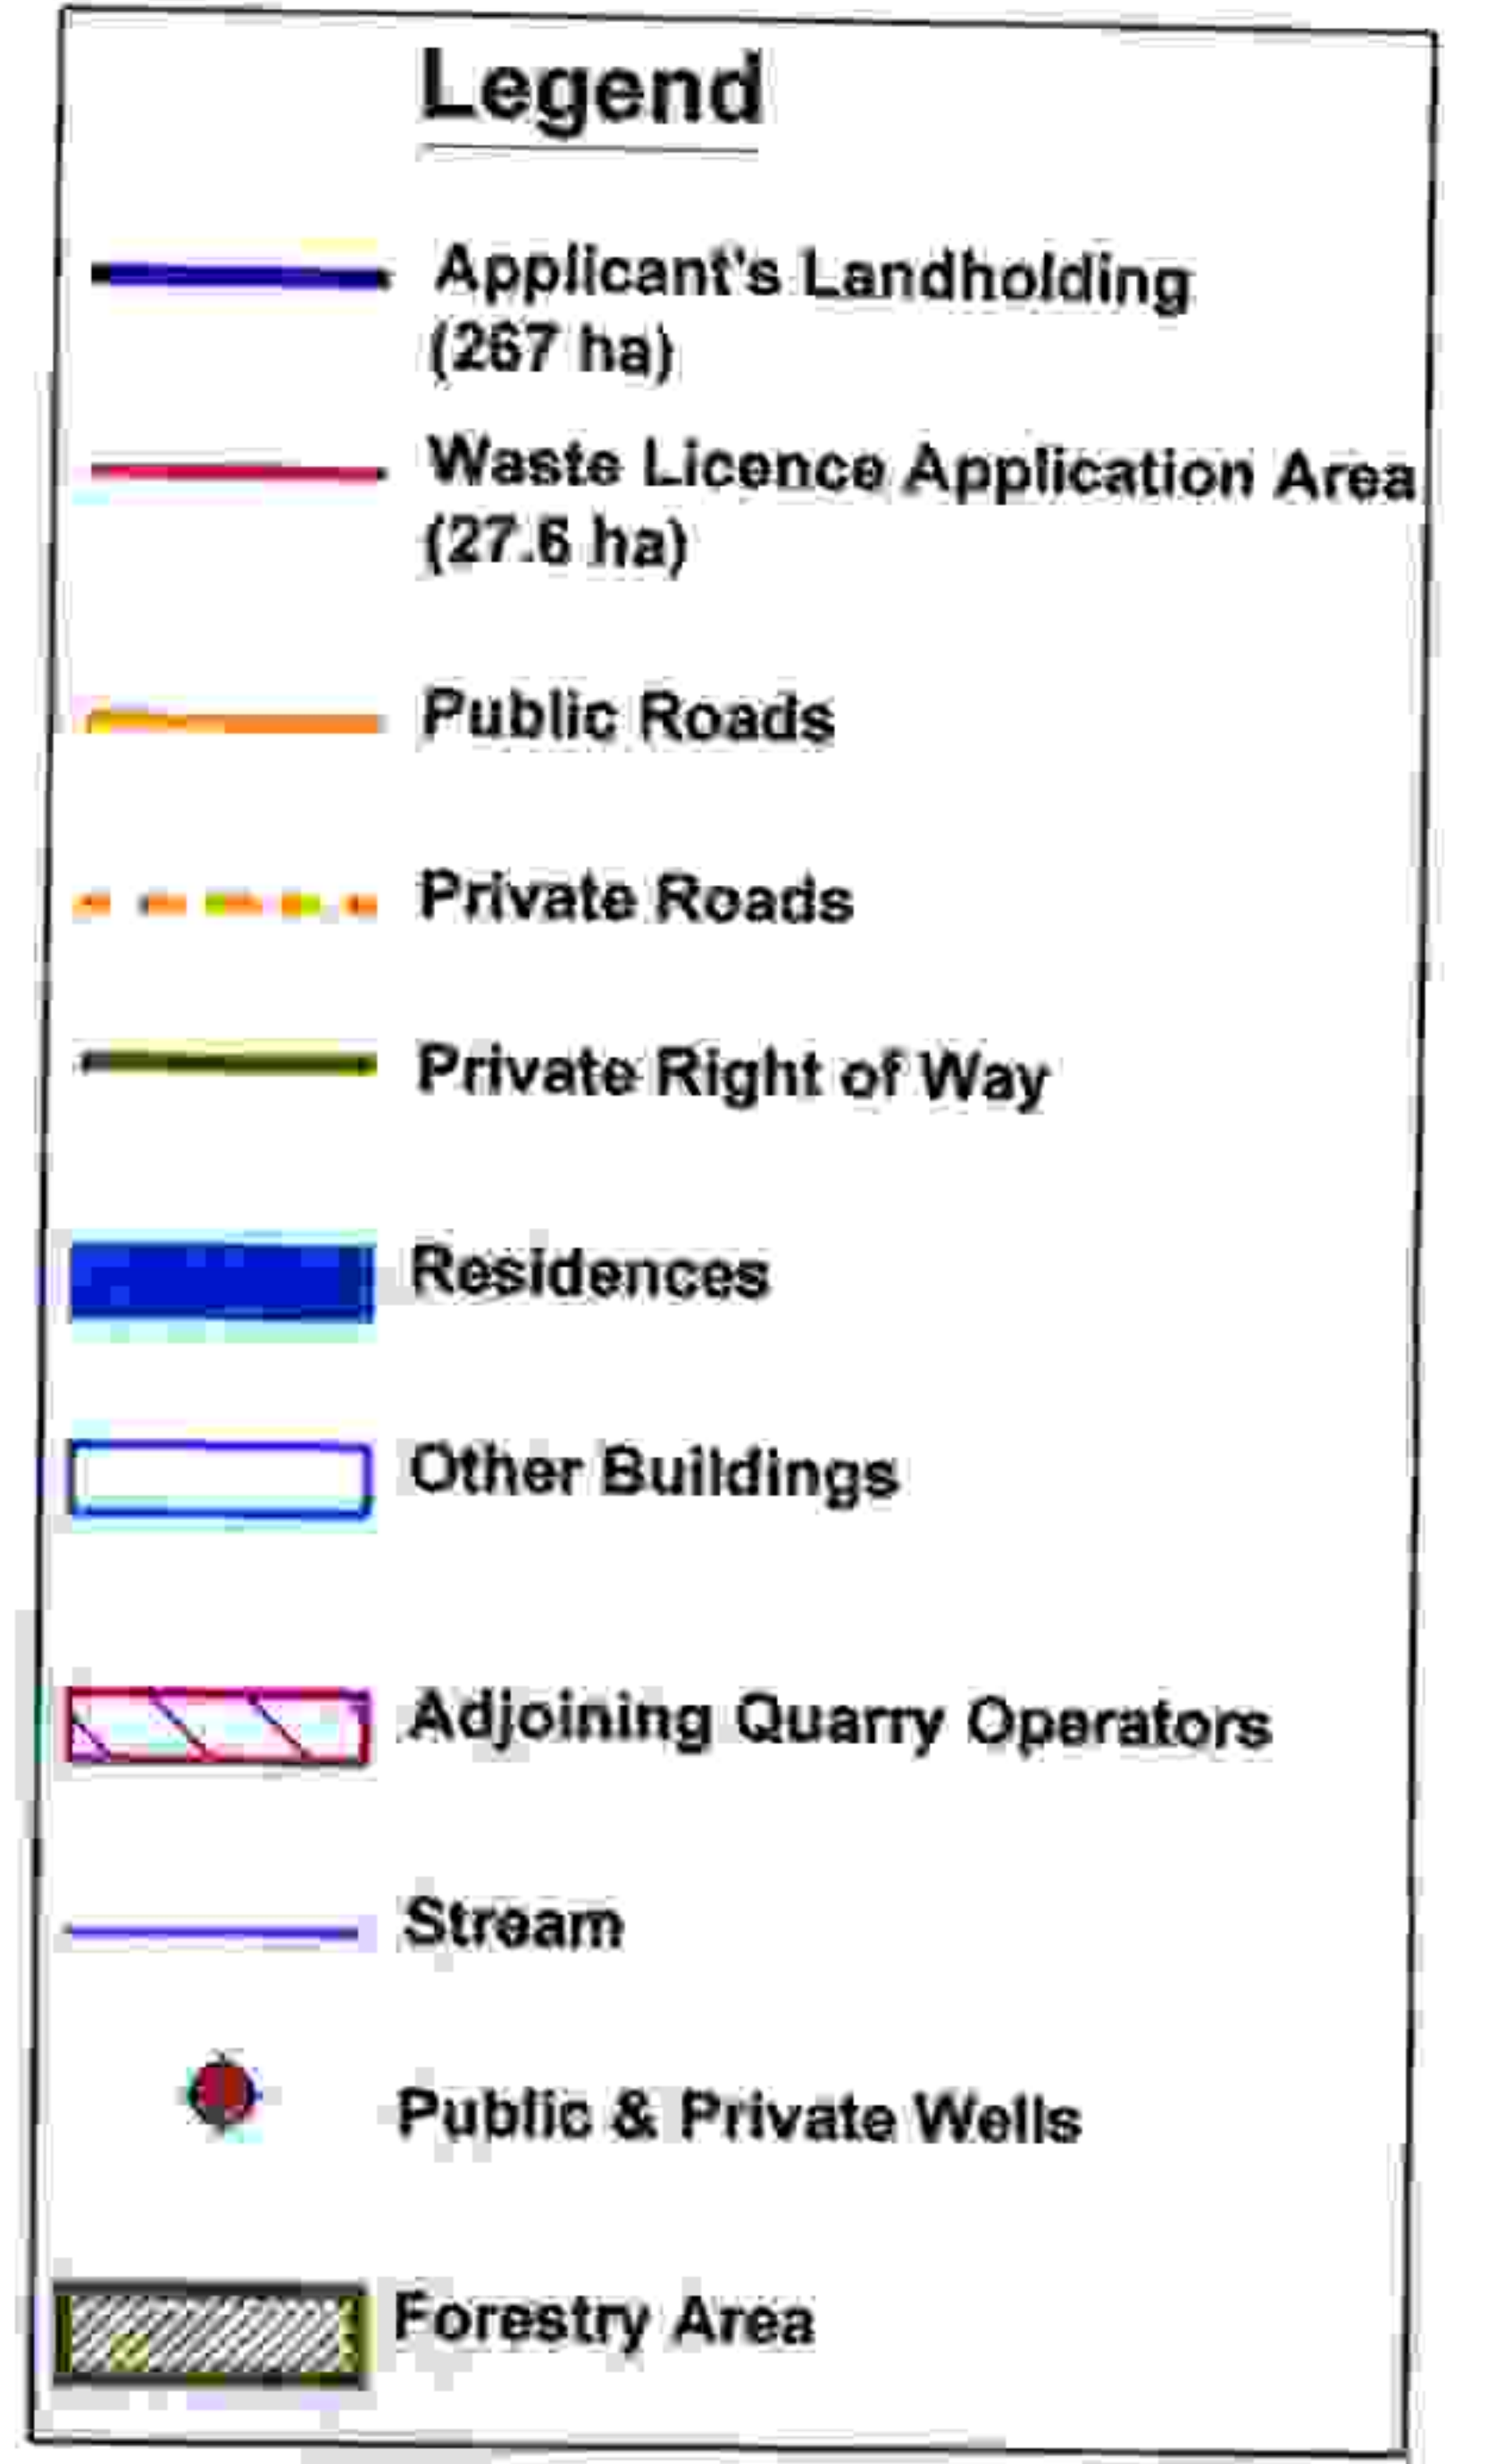 Legend
Applicant's Landholding
(267 ha)
Waste Licence Application Area
(27.6 ha)
Public Roads
Private Roads
Private Right of Way
Residences
Other Buildings
Adjoining Quarry Operators
Stream
Public & Private Wells
Forestry Area